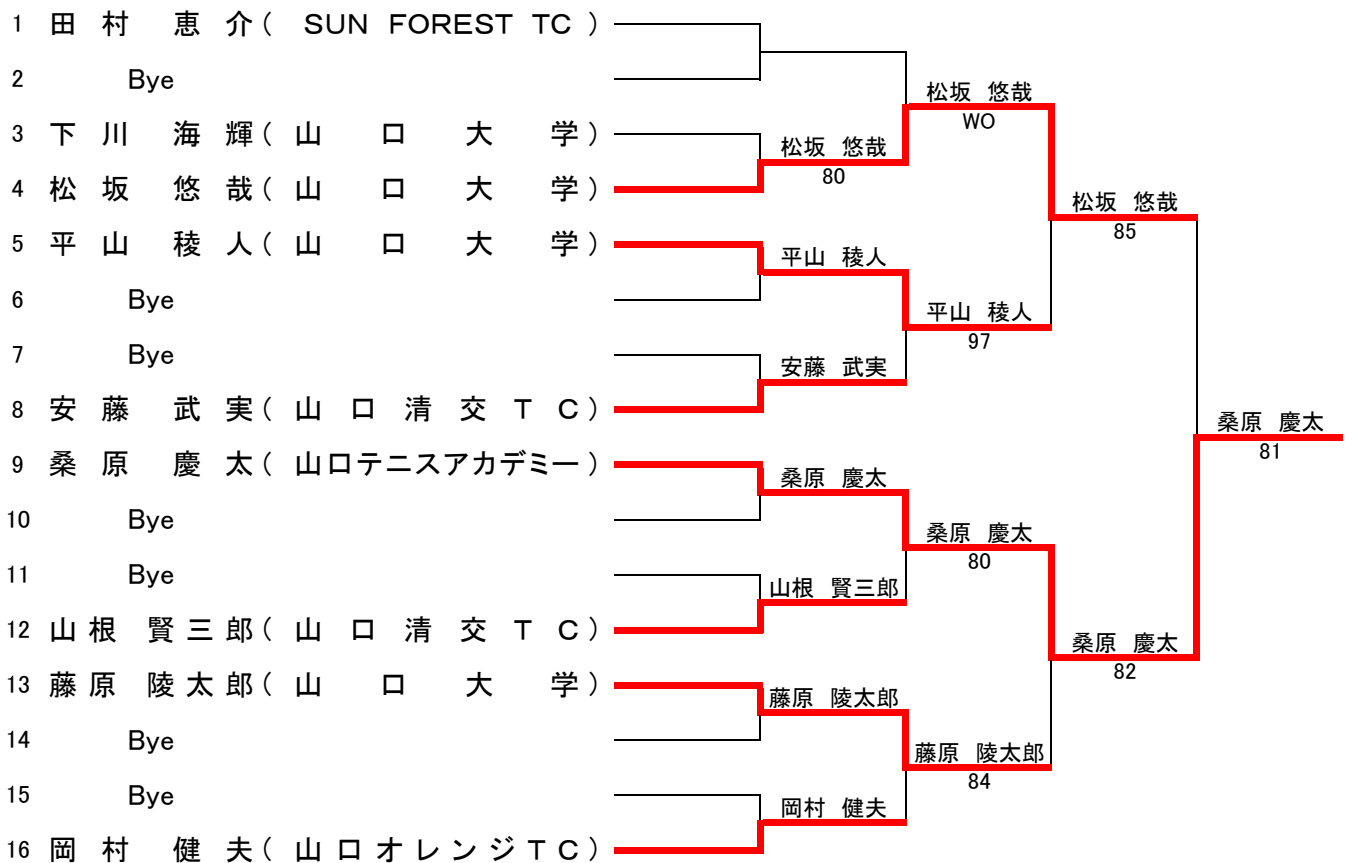 1 田村 恵介( SUN FOREST TC )
2 Bye
3 下川 海輝( 山口大学 )
4 松坂 悠哉( 山口大学 )
5 平山 稜人( 山口大学 )
6 Bye
7 Bye
8 安藤 武実( 山口清交TC )
9 桑原 慶太( 山口テニスアカデミー )
10 Bye
11 Bye
12 山根 賢三郎( 山口清交TC )
13 藤原 陵太郎( 山口大学 )
14 Bye
15 Bye
16 岡村 健夫( 山口オレンジTC )
松坂 悠哉
80
平山 稜人
安藤 武実
桑原 慶太
山根 賢三郎
藤原 陵太郎
岡村 健夫
松坂 悠哉
WO
平山 稜人
97
桑原 慶太
80
藤原 陵太郎
84
松坂 悠哉
85
桑原 慶太
82
桑原 慶太
81